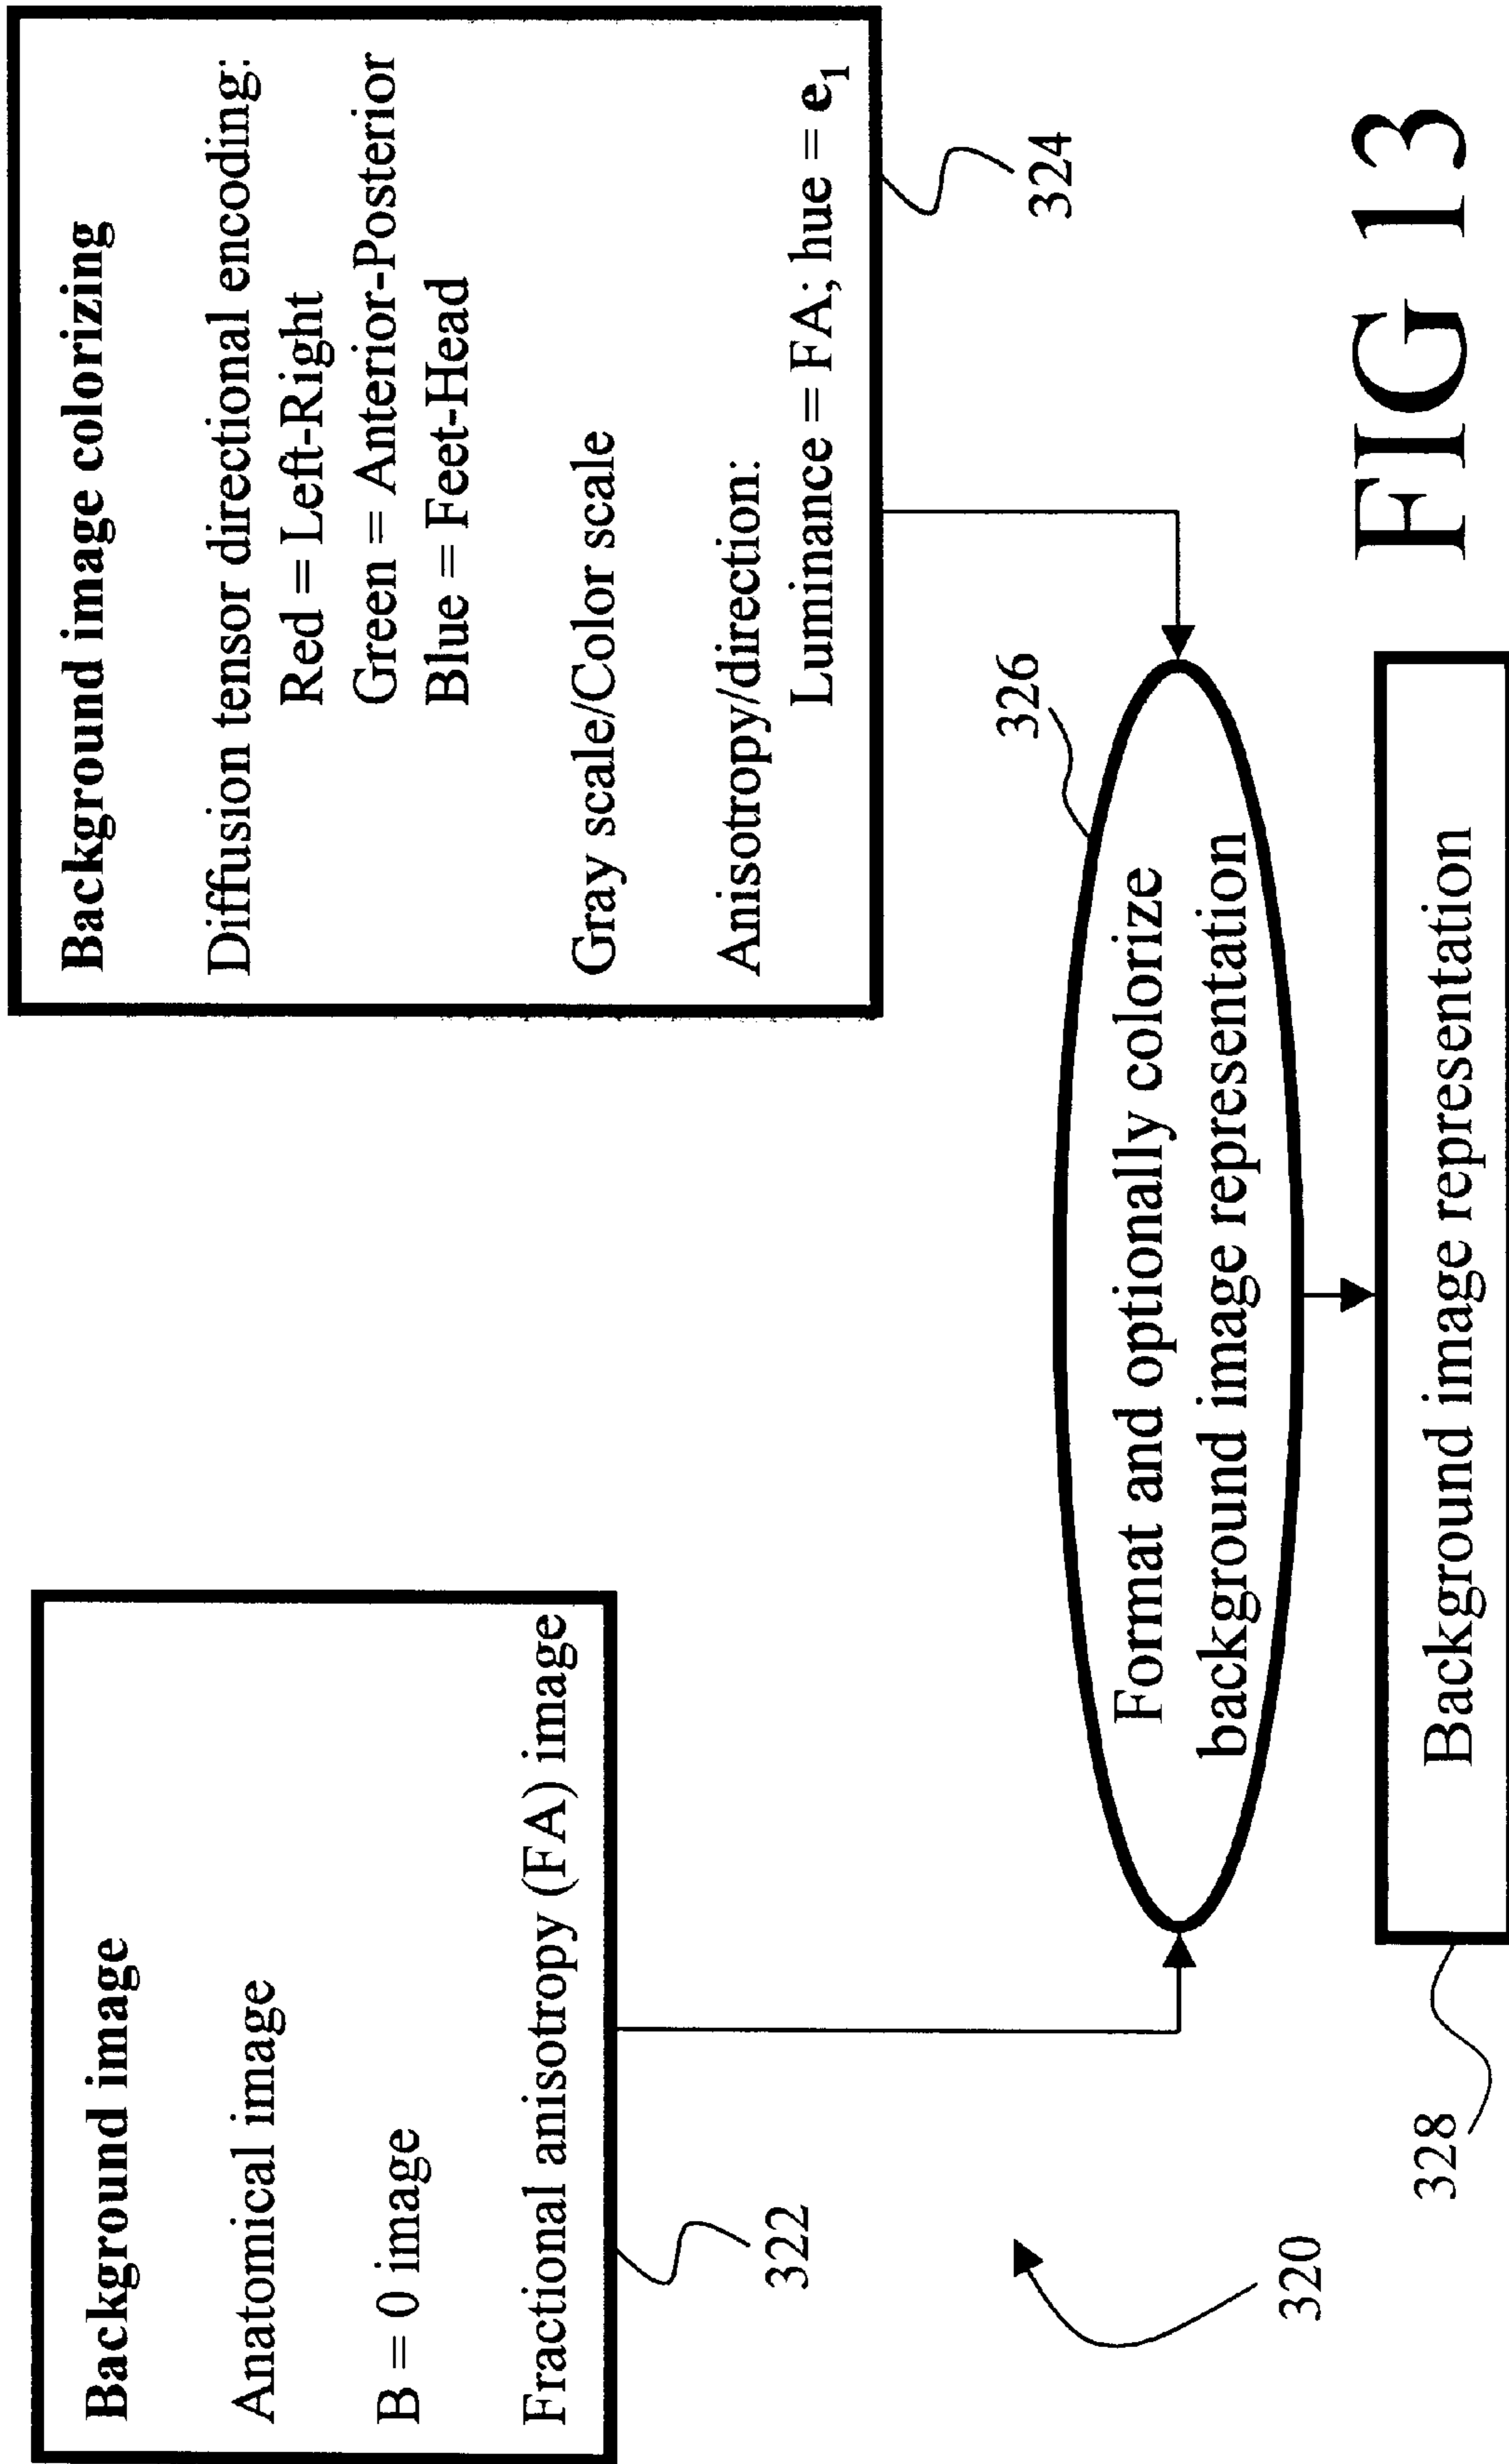 Background image
Anatomical image
B = 0 image
Fractional anisotropy (FA) image
322
Background image colorizing
Diffusion tensor directional encoding:
Red = Left-Right
Green = Anterior-Posterior
Blue = Feet-Head
Gray scale/Color scale
Anisotropy/direction:
Luminance = FA; hue = e₁
324
326
Format and optionally colorize
background image representation
320
328
Background image representation
FIG 13